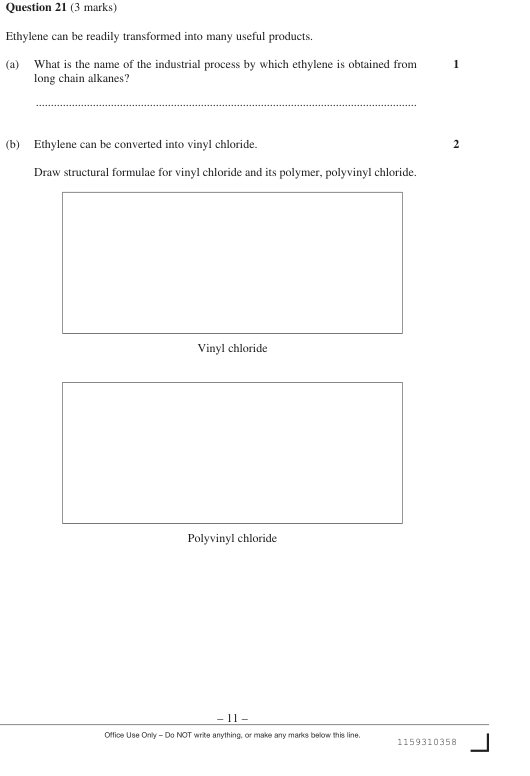 Question 21 (3 marks)
Ethylene can be readily transformed into many useful products.
(a) What is the name of the industrial process by which ethylene is obtained from 1
long chain alkanes?
................................................................................................................................
(b) Ethylene can be converted into vinyl chloride. 2
Draw structural formulae for vinyl chloride and its polymer, polyvinyl chloride.
Vinyl chloride
Polyvinyl chloride
– 11 –
Office Use Only – Do NOT write anything, or make any marks below this line.
1159310358